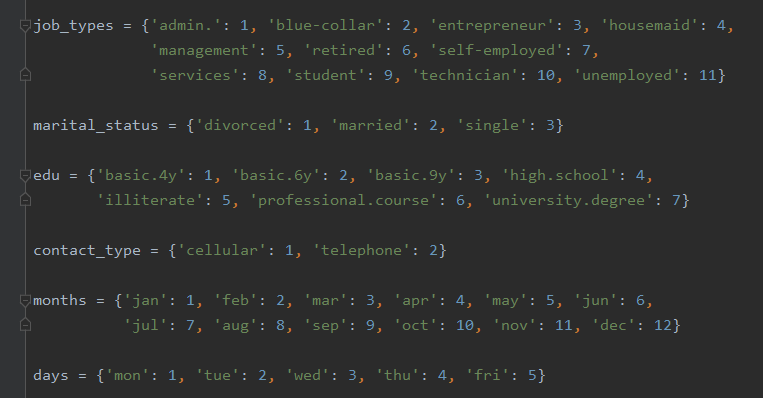 job_types = {'admin.': 1, 'blue-collar': 2, 'entrepreneur': 3, 'housemaid': 4,
'management': 5, 'retired': 6, 'self-employed': 7,
'services': 8, 'student': 9, 'technician': 10, 'unemployed': 11}
marital_status = {'divorced': 1, 'married': 2, 'single': 3}
edu = {'basic.4y': 1, 'basic.6y': 2, 'basic.9y': 3, 'high.school': 4,
'illiterate': 5, 'professional.course': 6, 'university.degree': 7}
contact_type = {'cellular': 1, 'telephone': 2}
months = {'jan': 1, 'feb': 2, 'mar': 3, 'apr': 4, 'may': 5, 'jun': 6,
'jul': 7, 'aug': 8, 'sep': 9, 'oct': 10, 'nov': 11, 'dec': 12}
days = {'mon': 1, 'tue': 2, 'wed': 3, 'thu': 4, 'fri': 5}